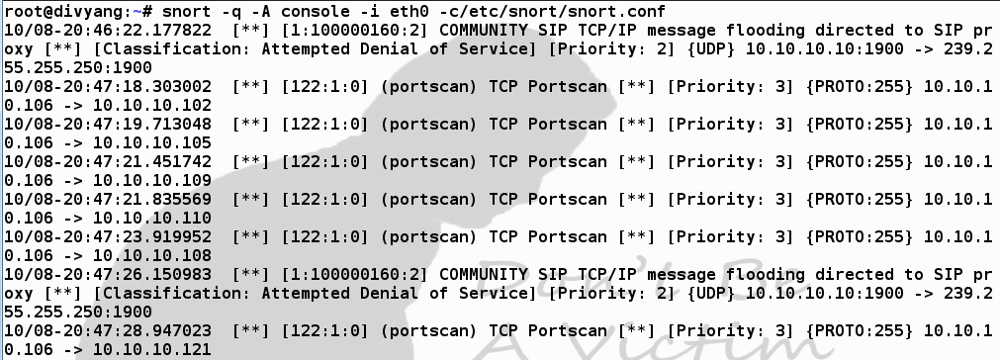 root@divyang:~# snort -q -A console -i eth0 -c/etc/snort/snort.conf
10/08-20:46:22.177822  [**] [1:100000160:2] COMMUNITY SIP TCP/IP message flooding directed to SIP pr
oxy [**] [Classification: Attempted Denial of Service] [Priority: 2] {UDP} 10.10.10.10:1900 -> 239.2
55.255.250:1900
10/08-20:47:18.303002  [**] [122:1:0] (portscan) TCP Portscan [**] [Priority: 3] {PROTO:255} 10.10.1
0.106 -> 10.10.10.102
10/08-20:47:19.713048  [**] [122:1:0] (portscan) TCP Portscan [**] [Priority: 3] {PROTO:255} 10.10.1
0.106 -> 10.10.10.105
10/08-20:47:21.451742  [**] [122:1:0] (portscan) TCP Portscan [**] [Priority: 3] {PROTO:255} 10.10.1
0.106 -> 10.10.10.109
10/08-20:47:21.835569  [**] [122:1:0] (portscan) TCP Portscan [**] [Priority: 3] {PROTO:255} 10.10.1
0.106 -> 10.10.10.110
10/08-20:47:23.919952  [**] [122:1:0] (portscan) TCP Portscan [**] [Priority: 3] {PROTO:255} 10.10.1
0.106 -> 10.10.10.108
10/08-20:47:26.150983  [**] [1:100000160:2] COMMUNITY SIP TCP/IP message flooding directed to SIP pr
oxy [**] [Classification: Attempted Denial of Service] [Priority: 2] {UDP} 10.10.10.10:1900 -> 239.2
55.255.250:1900
10/08-20:47:28.947023  [**] [122:1:0] (portscan) TCP Portscan [**] [Priority: 3] {PROTO:255} 10.10.1
0.106 -> 10.10.10.121
Don't Be
A Victim